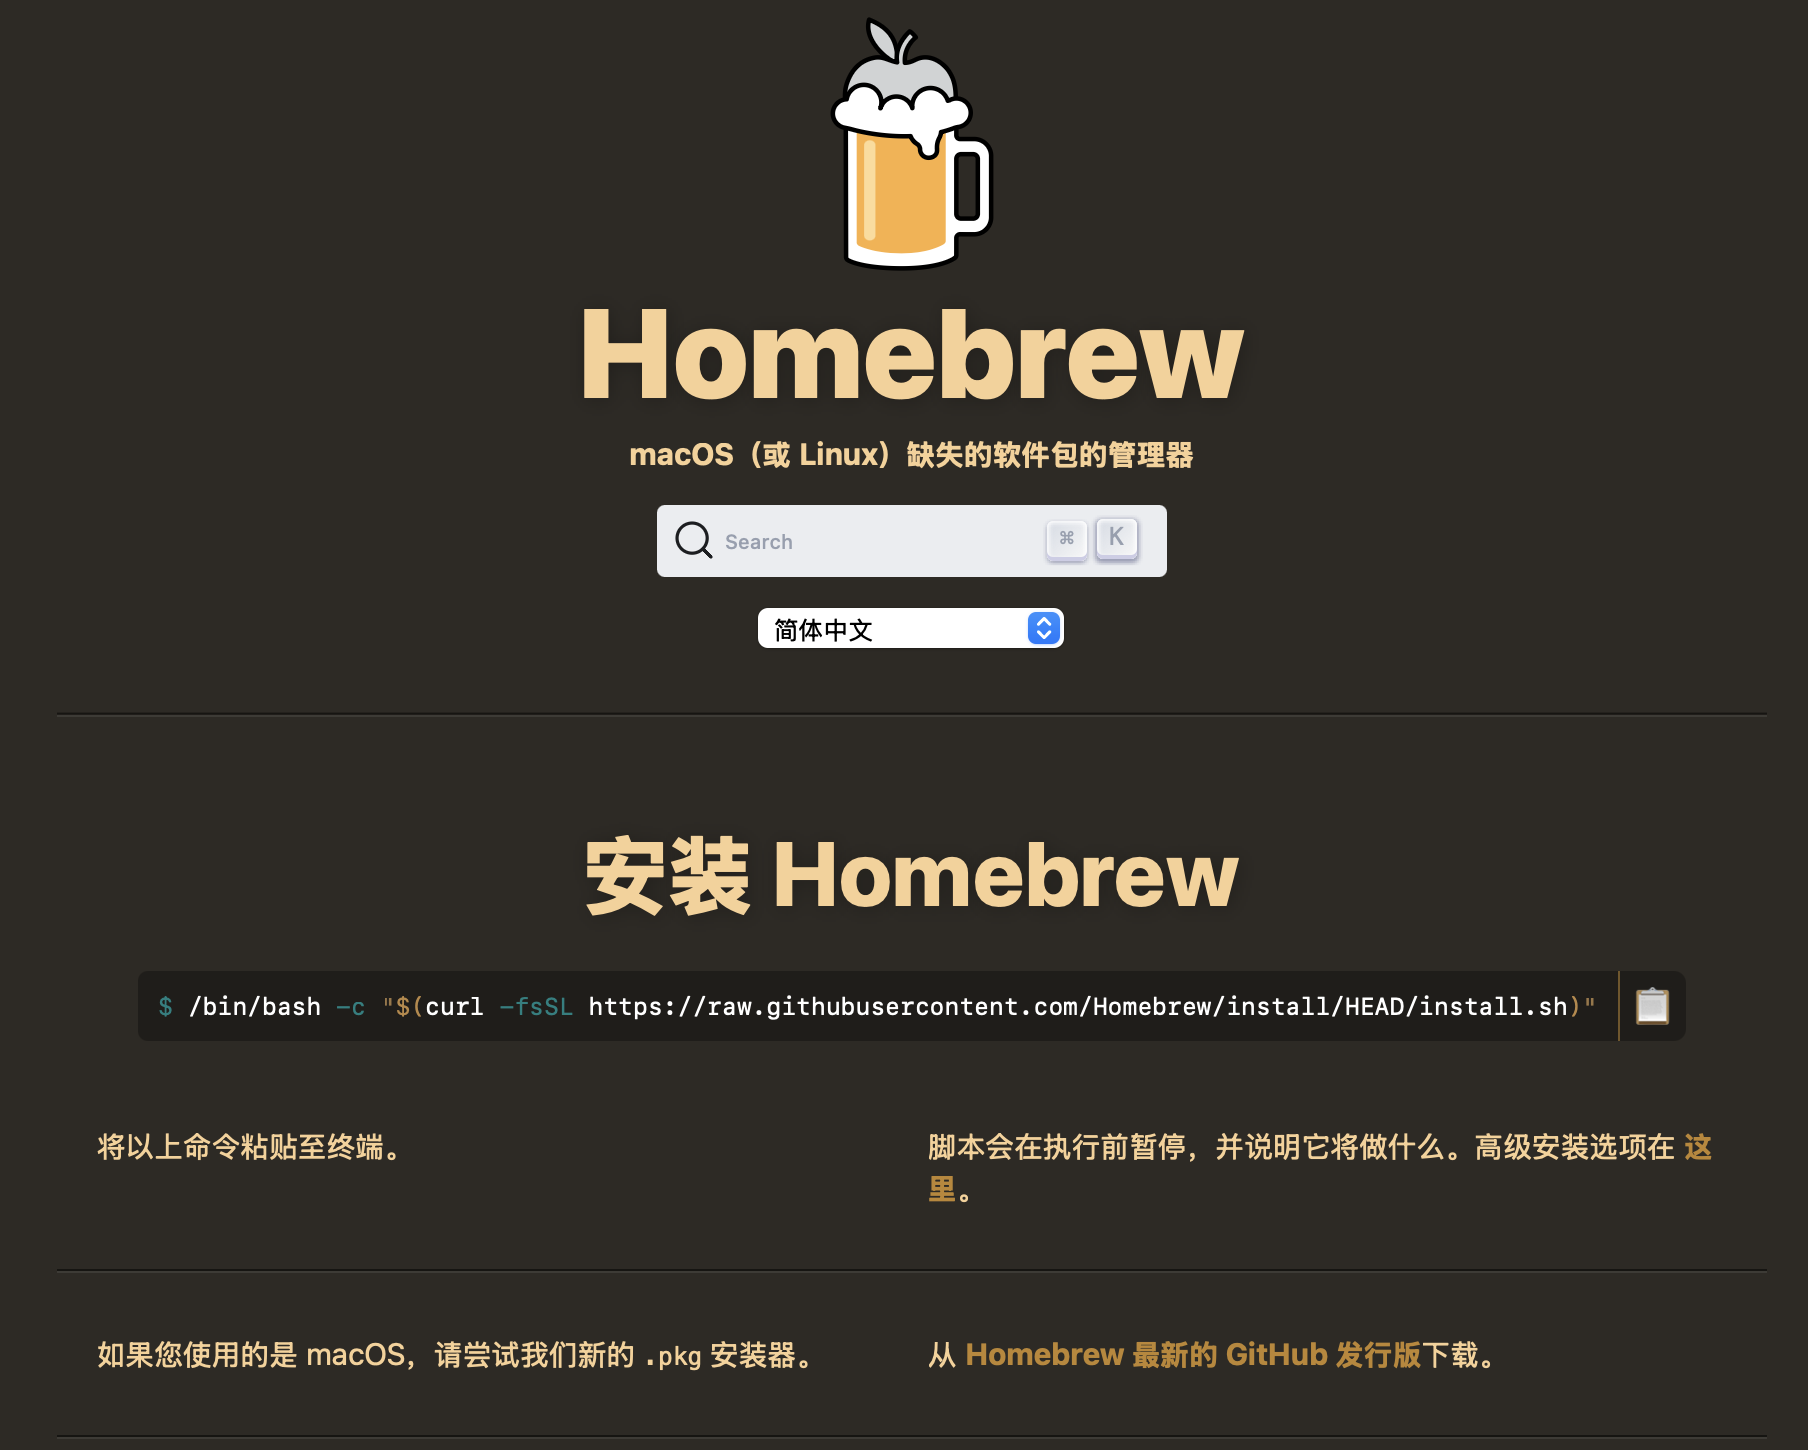 Homebrew
macOS（或 Linux）缺失的软件包的管理器
Search ⌘ K
简体中文
安装 Homebrew
$ /bin/bash -c "$(curl -fsSL https://raw.githubusercontent.com/Homebrew/install/HEAD/install.sh)"
将以上命令粘贴至终端。
脚本会在执行前暂停，并说明它将做什么。高级安装选项在 这
里。
如果您使用的是 macOS，请尝试我们新的 .pkg 安装器。
从 Homebrew 最新的 GitHub 发行版下载。